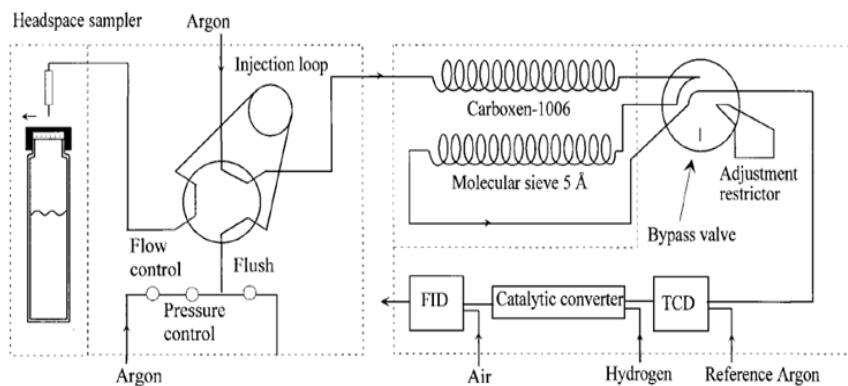 Headspace sampler
Argon
Injection loop
Carboxen-1006
Molecular sieve 5 Å
Adjustment
restrictor
Bypass valve
Flow
control
Flush
Pressure
control
Argon
FID
Catalytic converter
TCD
Air
Hydrogen
Reference Argon